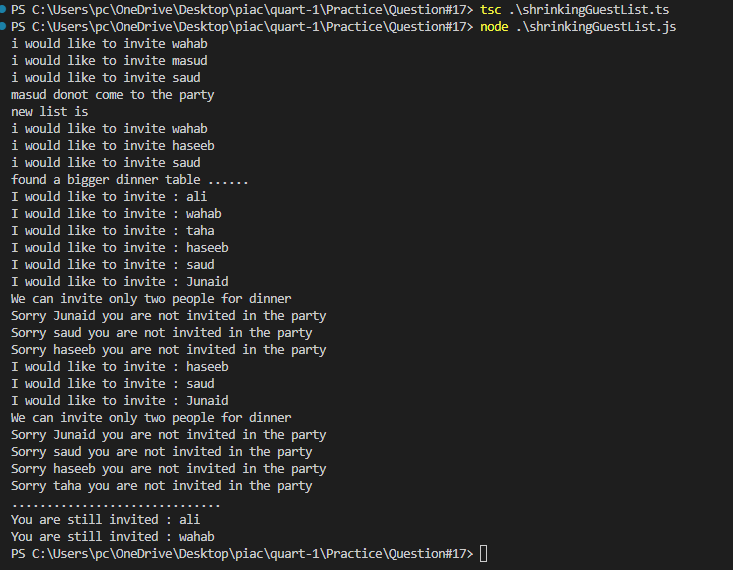 PS C:\Users\pc\OneDrive\Desktop\piac\quart-1\Practice\Question#17> tsc .\shrinkingGuestList.ts
PS C:\Users\pc\OneDrive\Desktop\piac\quart-1\Practice\Question#17> node .\shrinkingGuestList.js
i would like to invite wahab
i would like to invite masud
i would like to invite saud
masud donot come to the party
new list is
i would like to invite wahab
i would like to invite haseeb
i would like to invite saud
found a bigger dinner table ......
I would like to invite : ali
I would like to invite : wahab
I would like to invite : taha
I would like to invite : haseeb
I would like to invite : saud
I would like to invite : Junaid
We can invite only two people for dinner
Sorry Junaid you are not invited in the party
Sorry saud you are not invited in the party
Sorry haseeb you are not invited in the party
I would like to invite : haseeb
I would like to invite : saud
I would like to invite : Junaid
We can invite only two people for dinner
Sorry Junaid you are not invited in the party
Sorry saud you are not invited in the party
Sorry haseeb you are not invited in the party
Sorry taha you are not invited in the party
..............................
You are still invited : ali
You are still invited : wahab
PS C:\Users\pc\OneDrive\Desktop\piac\quart-1\Practice\Question#17>